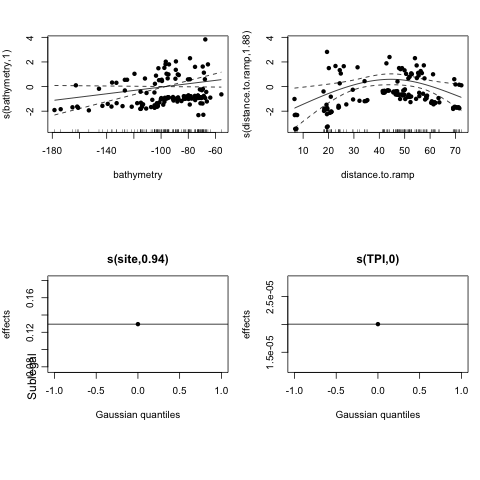 s(bathymetry,1)
4
2
0
-2
-180
-140
-100
-60
bathymetry
s(distance.to.ramp,1.88)
4
2
0
-2
10 20 30 40 50 60 70
distance.to.ramp
s(site,0.94)
effects
0.16
0.12
Sublegal
-1.0 -0.5 0.0 0.5 1.0
Gaussian quantiles
s(TPI,0)
effects
2.5e-05
1.5e-05
-1.0 -0.5 0.0 0.5 1.0
Gaussian quantiles